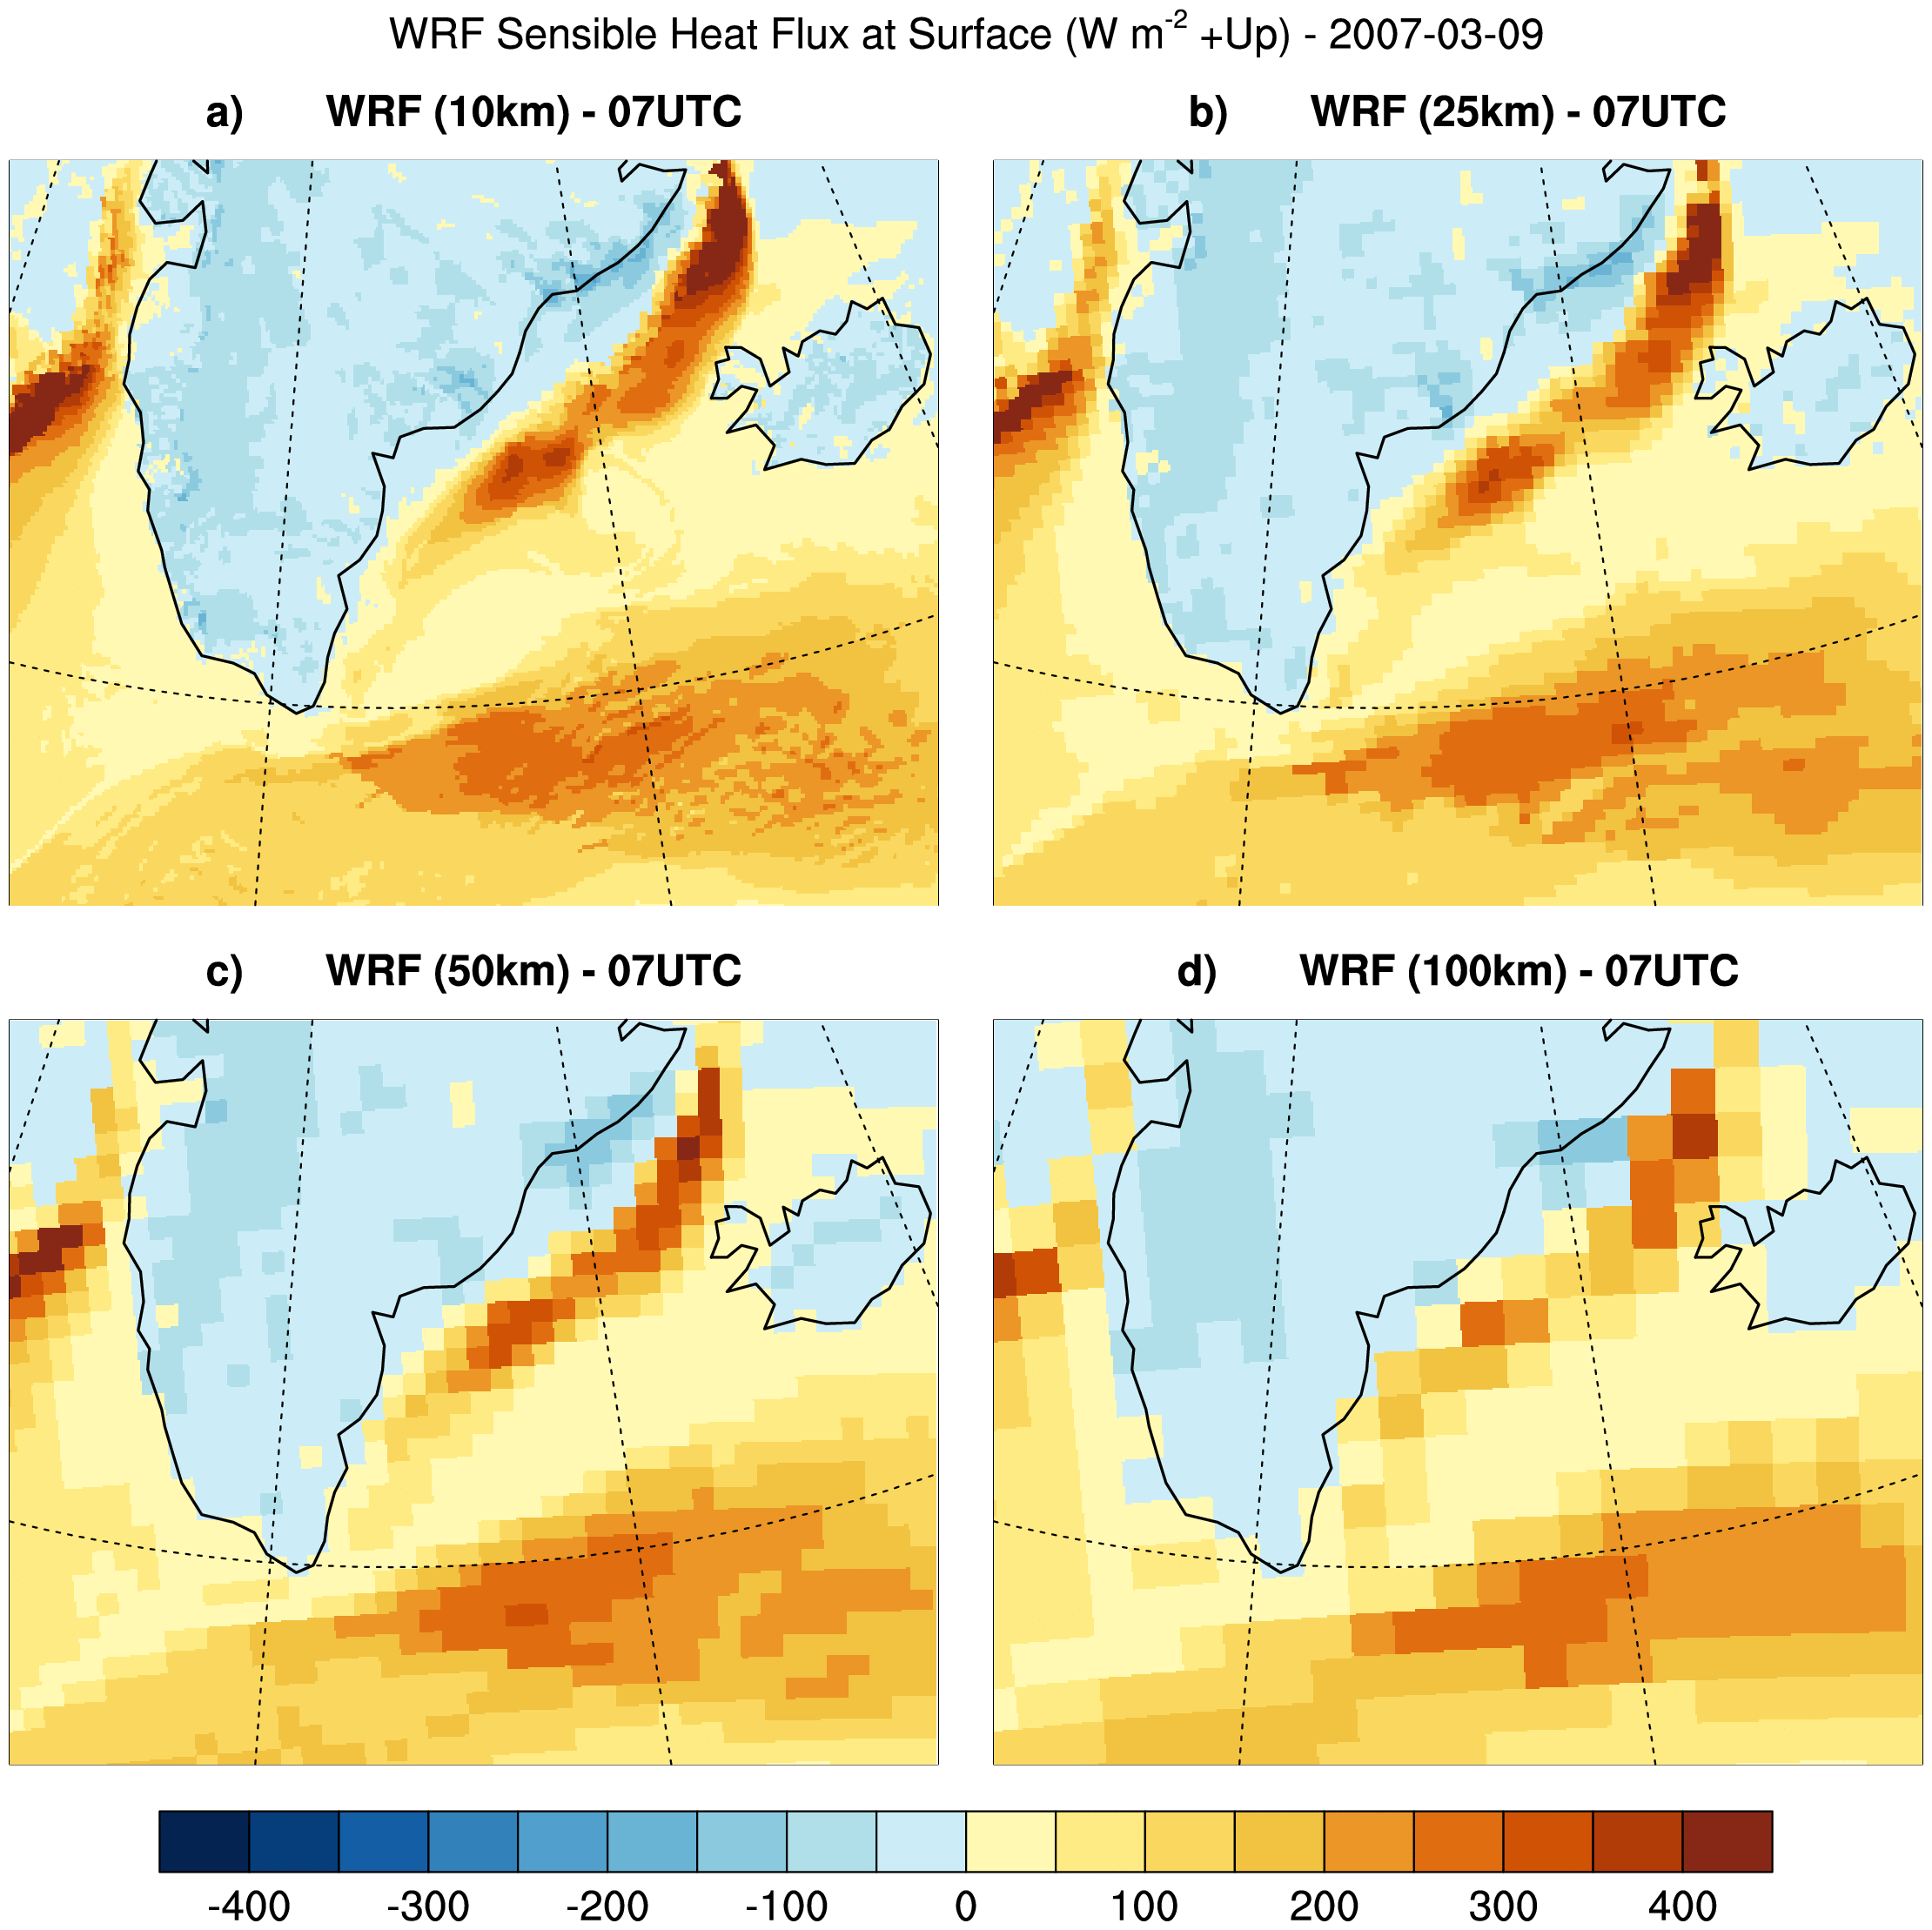 WRF Sensible Heat Flux at Surface (W m-2 +Up) - 2007-03-09
a) WRF (10km) - 07UTC
b) WRF (25km) - 07UTC
c) WRF (50km) - 07UTC
d) WRF (100km) - 07UTC
-400 -300 -200 -100 0 100 200 300 400